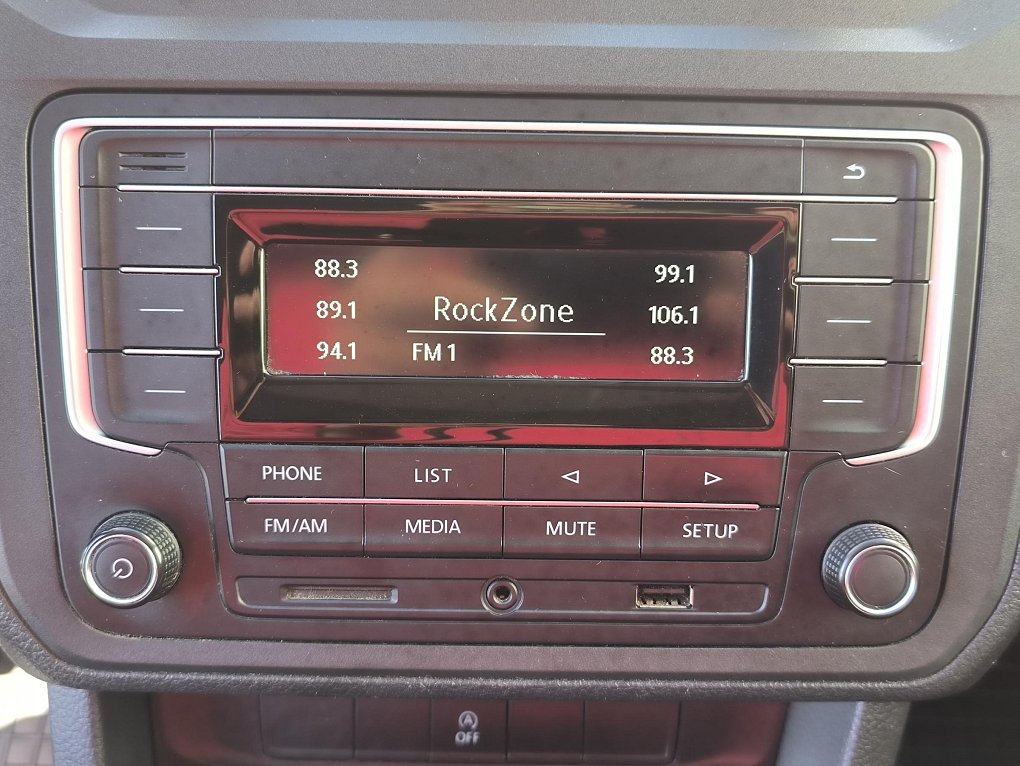 88.3
99.1
89.1
RockZone
106.1
94.1
FM 1
88.3
PHONE
LIST
FM/AM
MEDIA
MUTE
SETUP
A
OFF